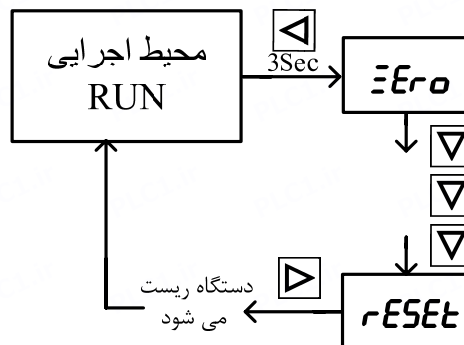 محیط اجرایی
RUN
3Sec
ZEro
rESEt
دستگاه ریست
می شود